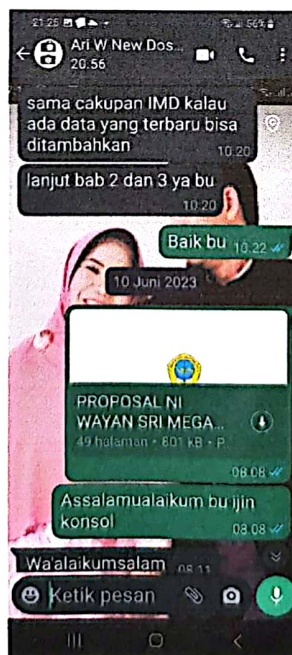 21:25
56%
Ari W New Dos...
20.56
sama cakupan IMD kalau
ada data yang terbaru bisa
ditambahkan
10.20
lanjut bab 2 dan 3 ya bu
10.20
Baik bu 10.22
10 Juni 2023
PROPOSAL NI
WAYAN SRI MEGA...
49 halaman • 801 kB • P...
08.08
Assalamualaikum bu ijin
konsol
08.08
Wa'alaikumsalam 08.11
Ketik pesan